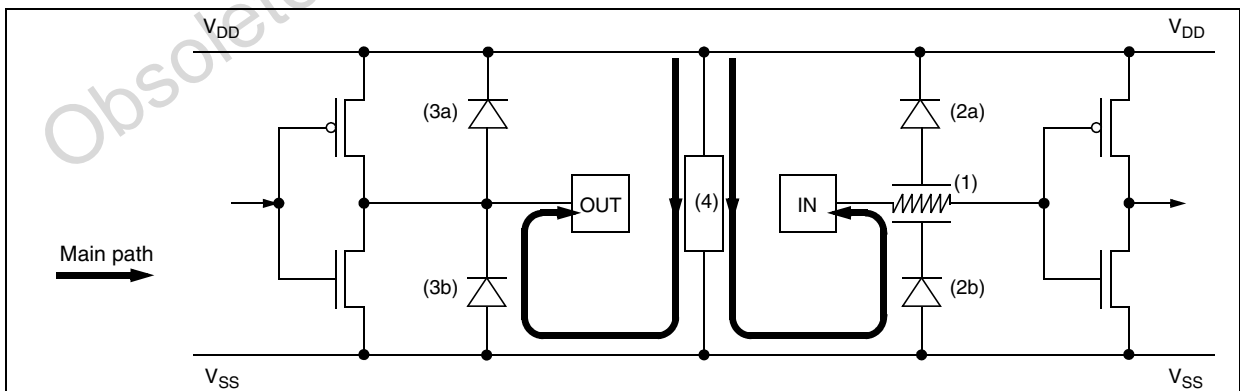 Obsolete
VDD
VDD
(3a)
(2a)
(1)
OUT
(4)
IN
Main path
(3b)
(2b)
VSS
VSS